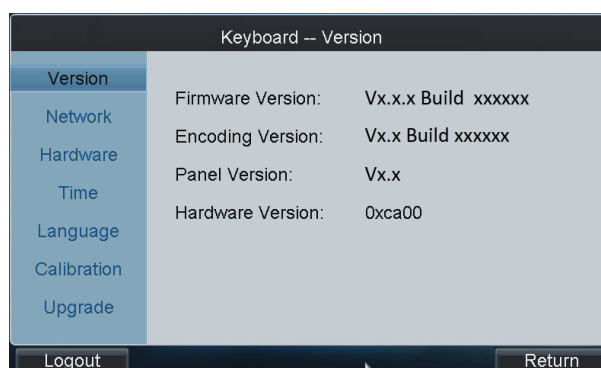 Keyboard -- Version
Version
Network
Hardware
Time
Language
Calibration
Upgrade
Firmware Version: Vx.x.x Build xxxxxx
Encoding Version: Vx.x Build xxxxxx
Panel Version: Vx.x
Hardware Version: 0xca00
Logout
Return